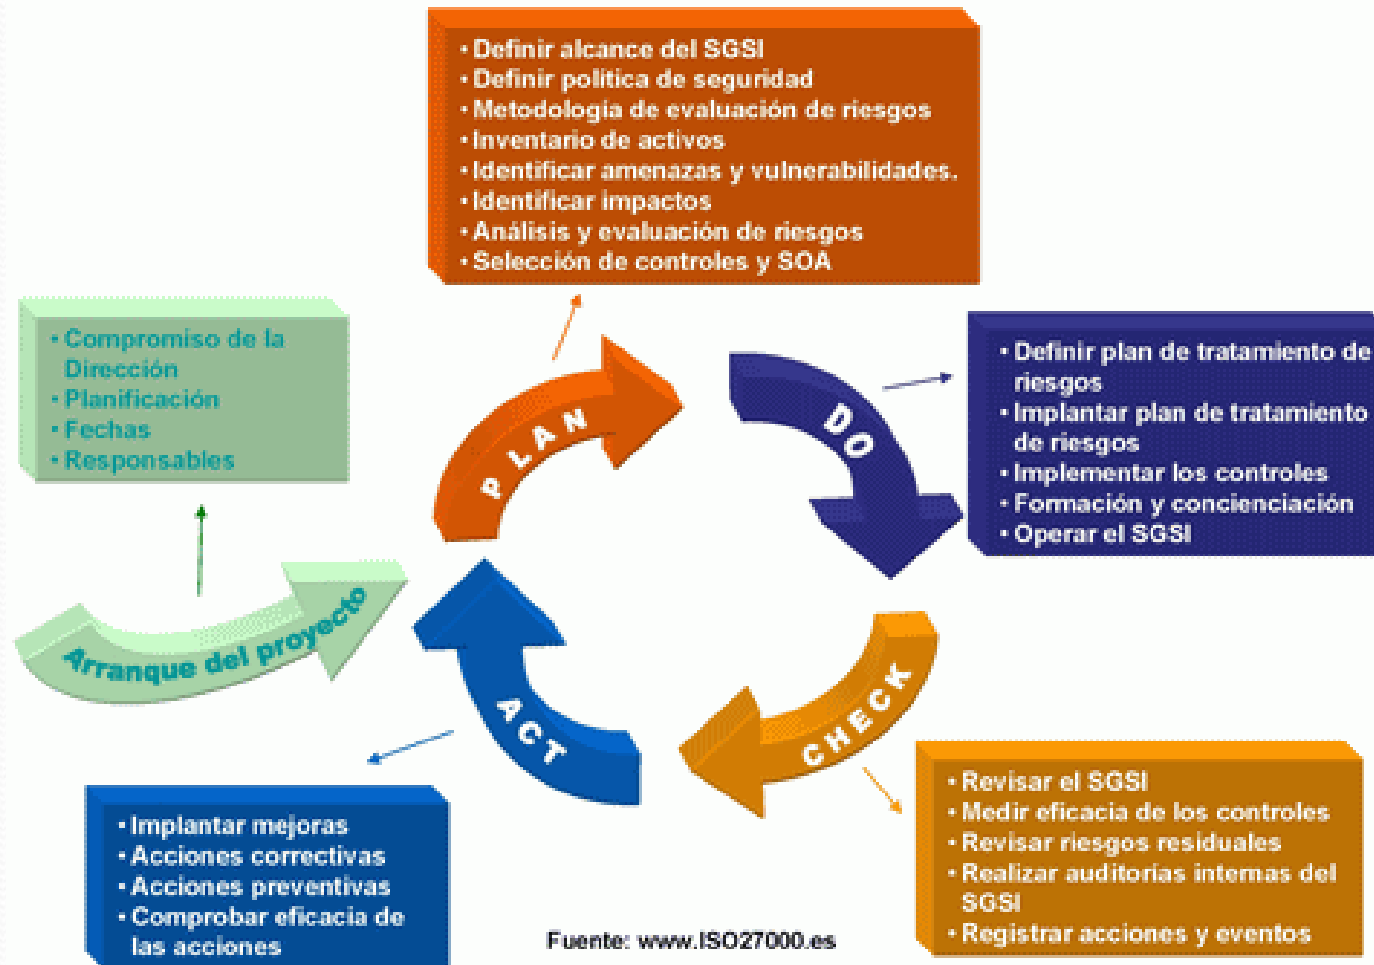 • Definir alcance del SGSI
• Definir política de seguridad
• Metodología de evaluación de riesgos
• Inventario de activos
• Identificar amenazas y vulnerabilidades.
• Identificar impactos
• Análisis y evaluación de riesgos
• Selección de controles y SOA
• Compromiso de la
Dirección
• Planificación
• Fechas
• Responsables
• Definir plan de tratamiento de
riesgos
• Implantar plan de tratamiento
de riesgos
• Implementar los controles
• Formación y concienciación
• Operar el SGSI
PLAN
DO
Arranque del proyecto
ACT
CHECK
• Implantar mejoras
• Acciones correctivas
• Acciones preventivas
• Comprobar eficacia de
las acciones
• Revisar el SGSI
• Medir eficacia de los controles
• Revisar riesgos residuales
• Realizar auditorías internas del
SGSI
• Registrar acciones y eventos
Fuente: www.ISO27000.es